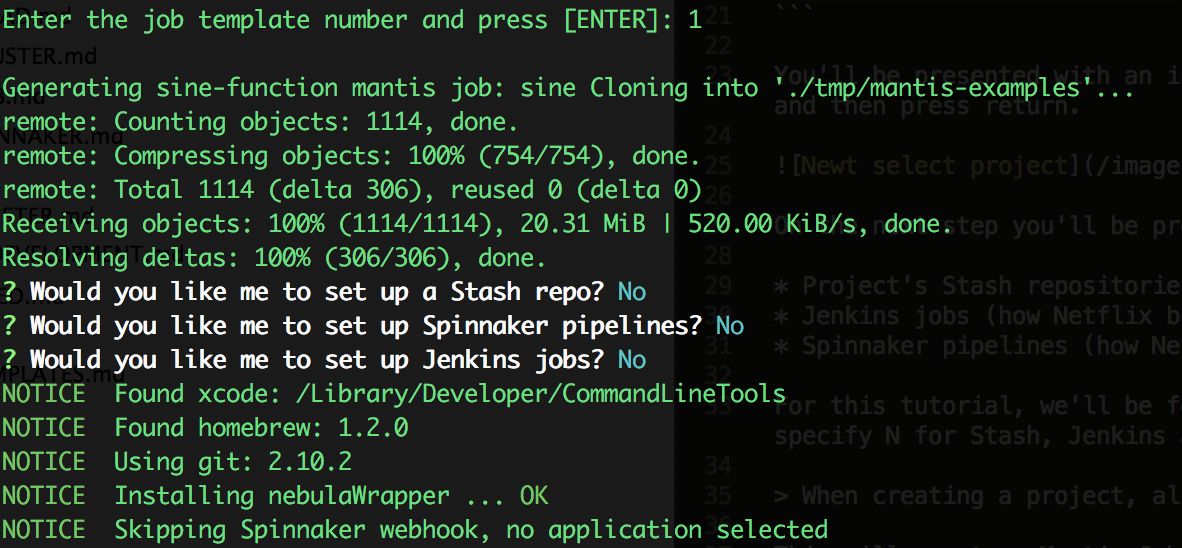 Enter the job template number and press [ENTER]: 1
Generating sine-function mantis job: sine Cloning into './tmp/mantis-examples'...
remote: Counting objects: 1114, done.
remote: Compressing objects: 100% (754/754), done.
remote: Total 1114 (delta 306), reused 0 (delta 0)
Receiving objects: 100% (1114/1114), 20.31 MiB | 520.00 KiB/s, done.
Resolving deltas: 100% (306/306), done.
? Would you like me to set up a Stash repo? No
? Would you like me to set up Spinnaker pipelines? No
? Would you like me to set up Jenkins jobs? No
NOTICE  Found xcode: /Library/Developer/CommandLineTools
NOTICE  Found homebrew: 1.2.0
NOTICE  Using git: 2.10.2
NOTICE  Installing nebulaWrapper ... OK
NOTICE  Skipping Spinnaker webhook, no application selected
21 ```
22
23 You'll be presented with an i
and then press return.
24
25 ![Newt select project](/image
26
step you'll be pr
28
29 * Project's Stash repositorie
* Jenkins jobs (how Netflix b
31 * Spinnaker pipelines (how Ne
32
33 For this tutorial, we'll be f
specify N for Stash, Jenkins
34
35 > When creating a project, al
USTER.md
NNAKER.md
MPLATES.md